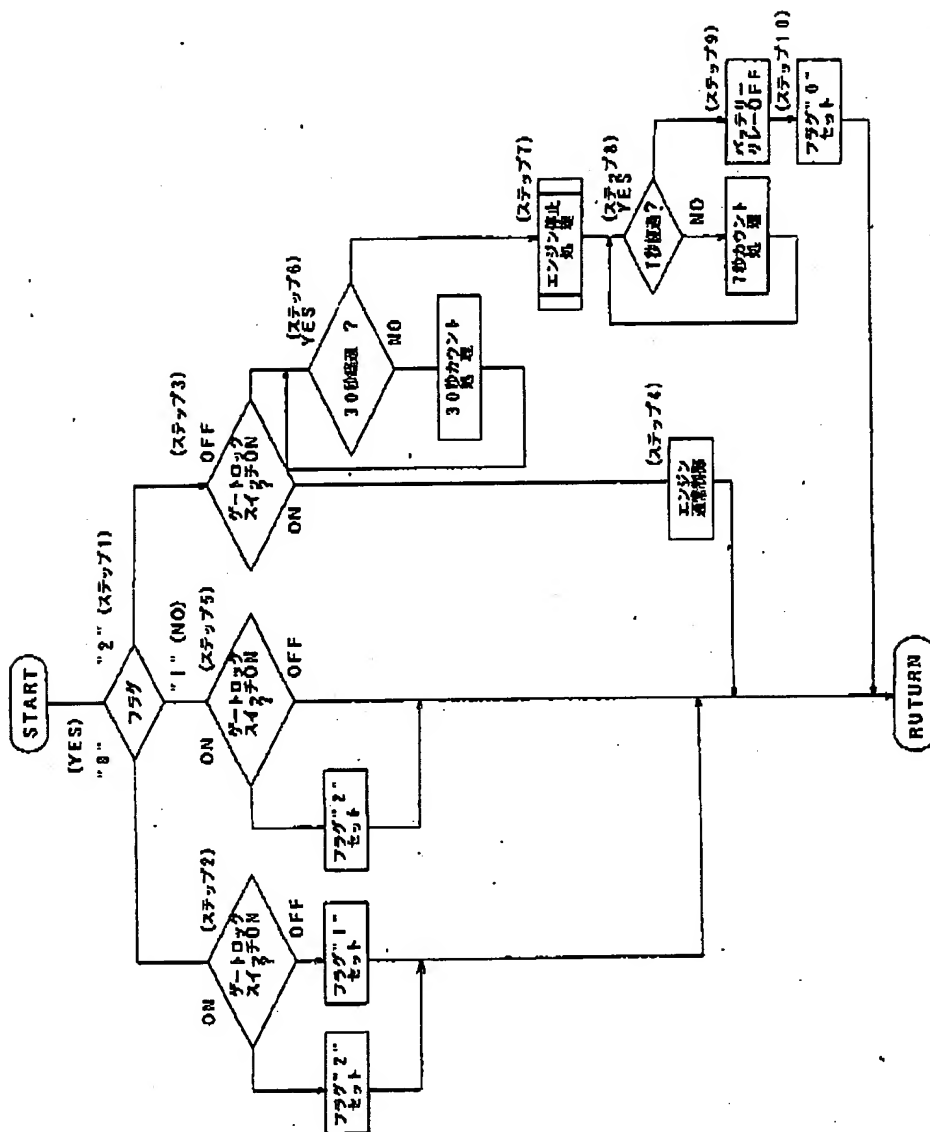 START
(YES)
"0"
フラグ
"2" (ステップ1)
"1" (NO)
(ステップ2)
ゲートロック
スイッチON
?
ON
OFF
フラグ"2"
セット
フラグ"1"
セット
(ステップ5)
ゲートロック
スイッチON
?
ON
OFF
フラグ"2"
セット
(ステップ3)
ゲートロック
スイッチON
?
OFF
ON
(ステップ4)
エンジン
通常制御
(ステップ6)
YES
30秒経過 ?
NO
30秒カウント
処 理
(ステップ7)
エンジン停止
処 理
(ステップ8)
YES
7秒経過?
NO
7秒カウント
処 理
(ステップ9)
バッテリー
リレーOFF
(ステップ10)
フラグ"0"
セット
RUTURN